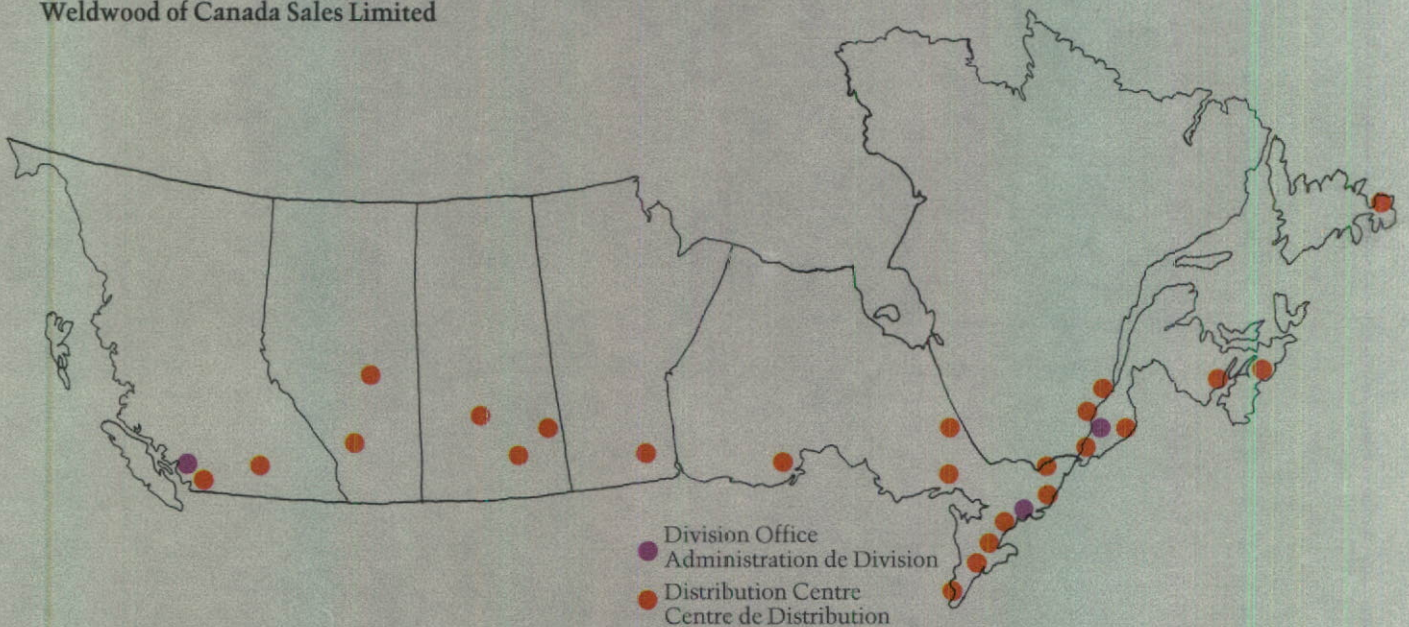 Weldwood of Canada Sales Limited
Division Office
Administration de Division
Distribution Centre
Centre de Distribution